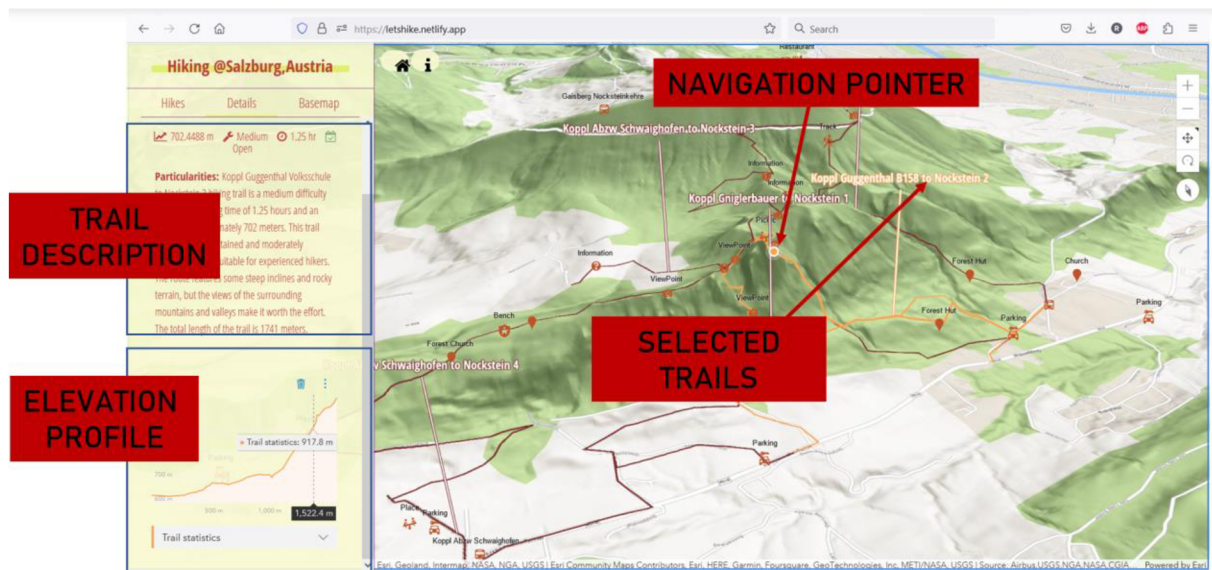 https://letshike.netlify.app
Search
Hiking @Salzburg,Austria
Hikes Details Basemap
702.4488 m Medium 1.25 hr
Open
Particularities: Koppl Guggenthal Volksschule
hiking trail is a medium difficulty
time of 1.25 hours and an
702 meters. This trail
and moderately
suitable for experienced hikers.
some steep inclines and rocky
terrain, but the views of the surrounding
mountains and valleys make it worth the effort.
The total length of the trail is 1741 meters.
TRAIL
DESCRIPTION
ELEVATION
PROFILE
Trail statistics: 917.8 m
700 m
600 m
500 m 1,000 m 1,522.4 m
Trail statistics
NAVIGATION POINTER
SELECTED
TRAILS
Restaurant
Gaisberg Nocksteinkehre
Koppl Abzw Schwaighofen to Nockstein 3
Track
Information
Information
Koppl Guggenthal B158 to Nockstein 2
Koppl Gniglerbauer to Nockstein 1
Picnic
ViewPoint
Information
ViewPoint
ViewPoint
Forest Hut
Church
Parking
Bench
Forest Hut
Parking
Forest Church
Schwaighofen to Nockstein 4
Parking
Place
Parking
Koppl Abzw Schwaighofen
Esri, Geoland, Intermap, NASA, NGA, USGS | Esri Community Maps Contributors, Esri, HERE, Garmin, Foursquare, GeoTechnologies, Inc, METI/NASA, USGS | Source: Airbus,USGS,NGA,NASA,CGIA... Powered by Esri